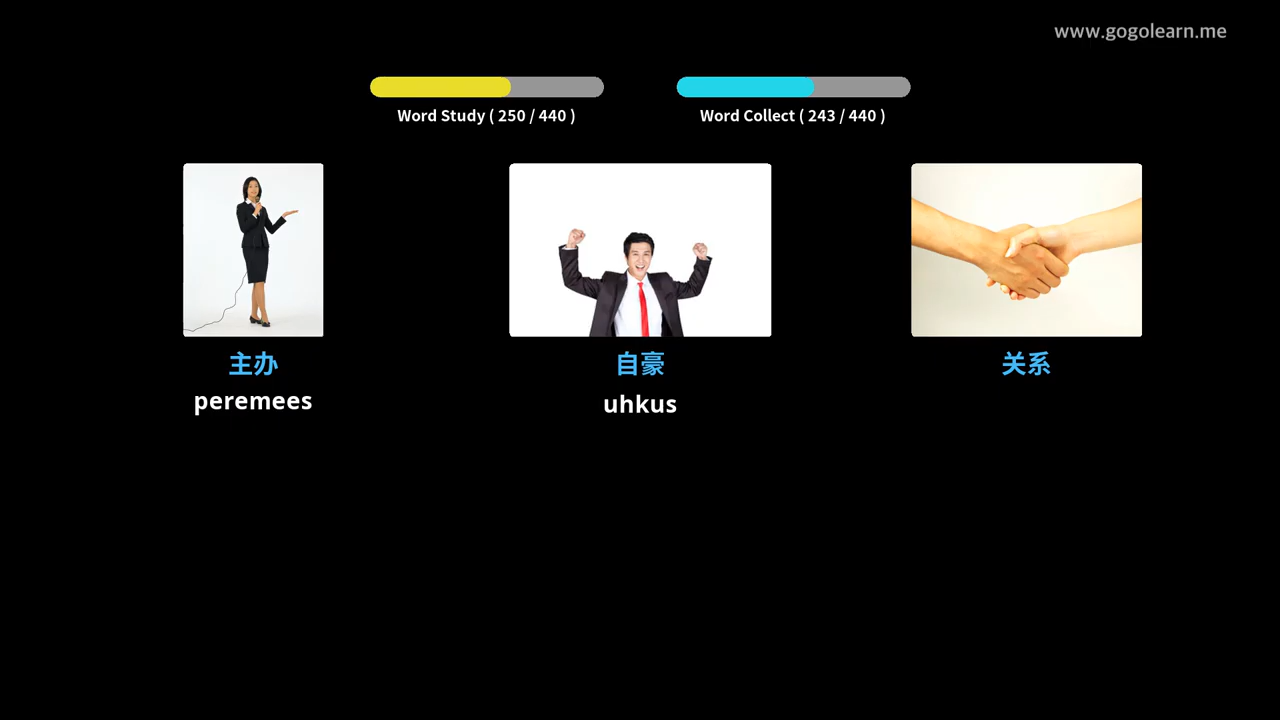 www.gogolearn.me
Word Study ( 250 / 440 )
Word Collect ( 243 / 440 )
主办
自豪
关系
peremees
uhkus